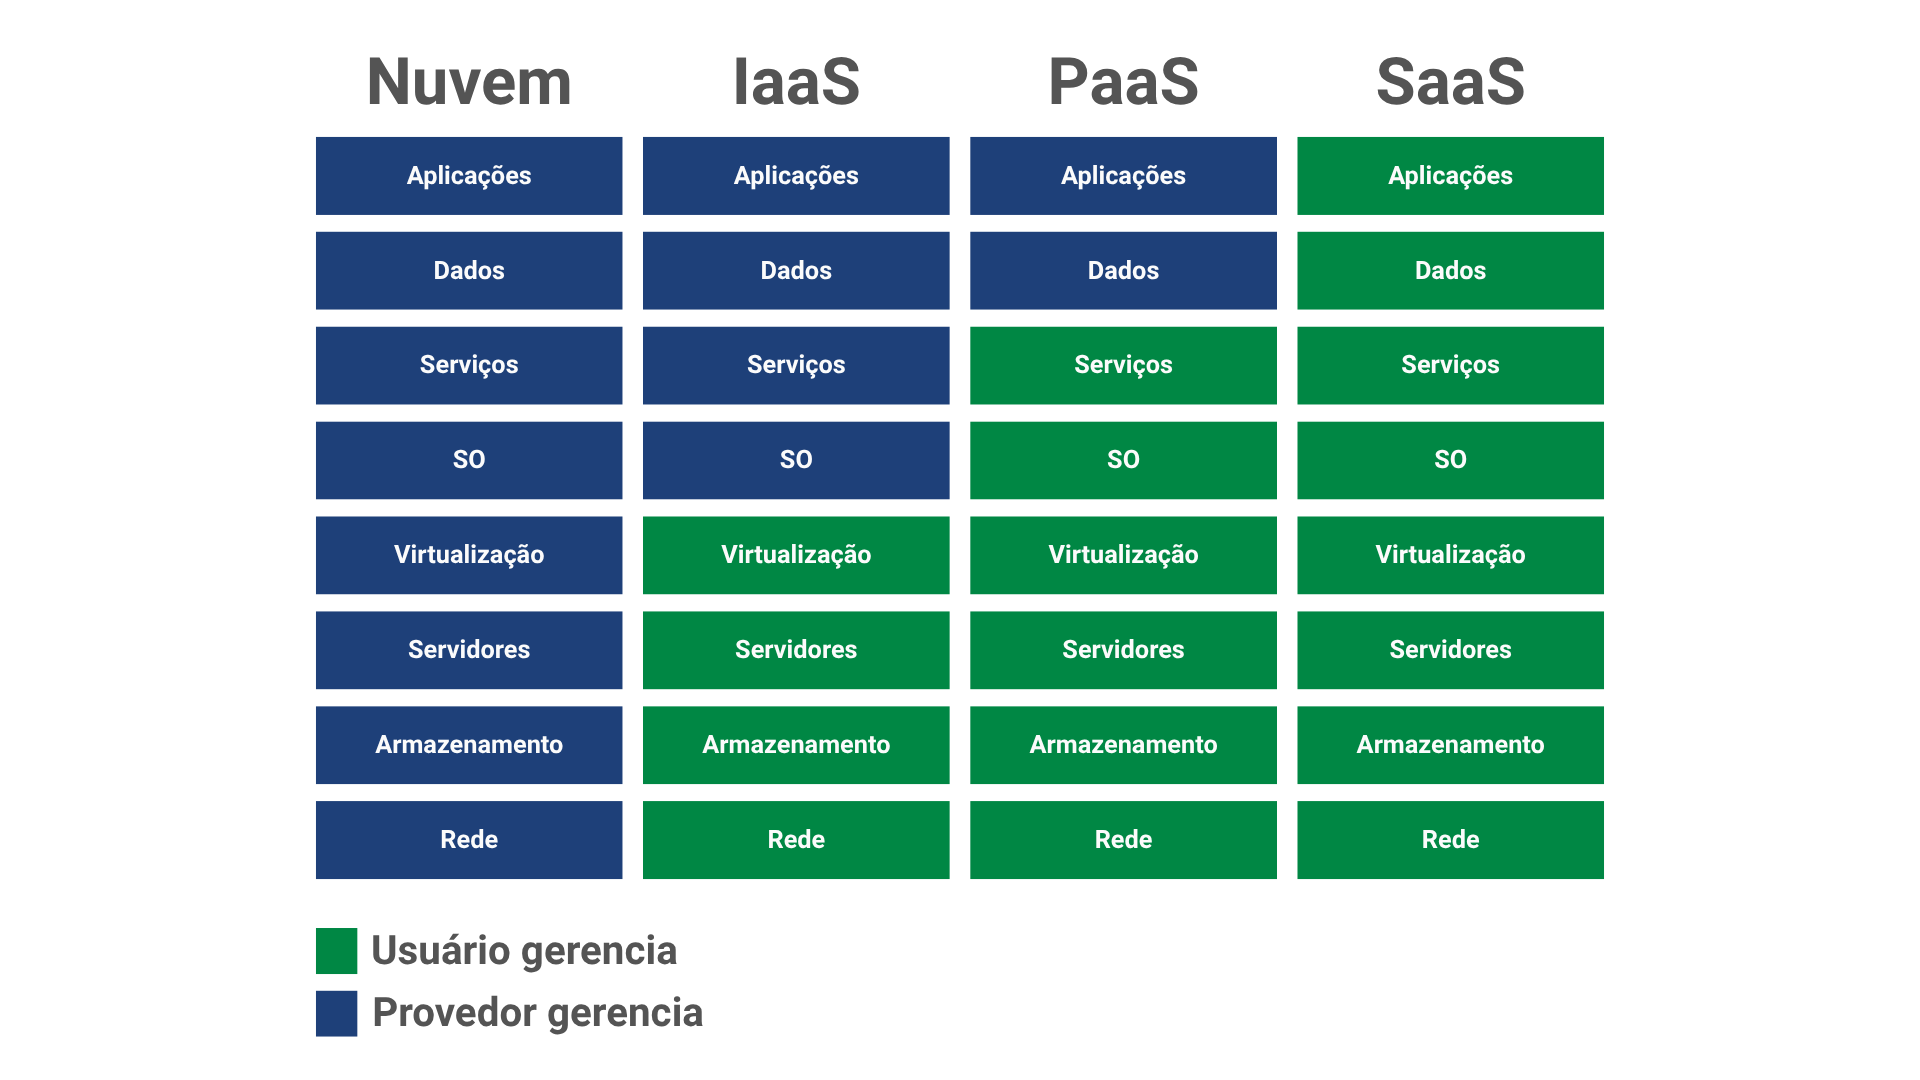 Nuvem IaaS PaaS SaaS
Aplicações Aplicações Aplicações Aplicações
Dados Dados Dados Dados
Serviços Serviços Serviços Serviços
SO SO SO SO
Virtualização Virtualização Virtualização Virtualização
Servidores Servidores Servidores Servidores
Armazenamento Armazenamento Armazenamento Armazenamento
Rede Rede Rede Rede
Usuário gerencia
Provedor gerencia